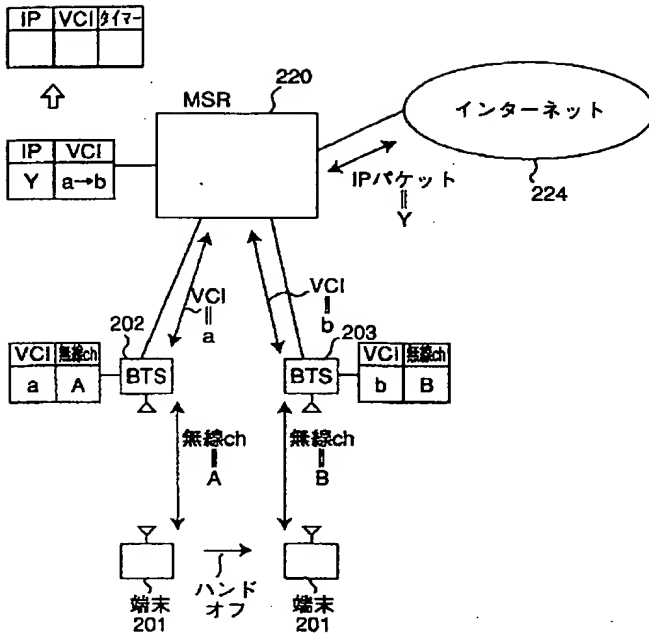 IP VCI タイマー
220
MSR
インターネット
IP VCI
Y a→b
IPパケット
‖
Y
224
VCI
‖
a
VCI
‖
b
202
203
VCI 無線ch
a A
BTS
BTS
VCI 無線ch
b B
無線ch
‖
A
無線ch
‖
B
ハンド
オフ
端末
201
端末
201